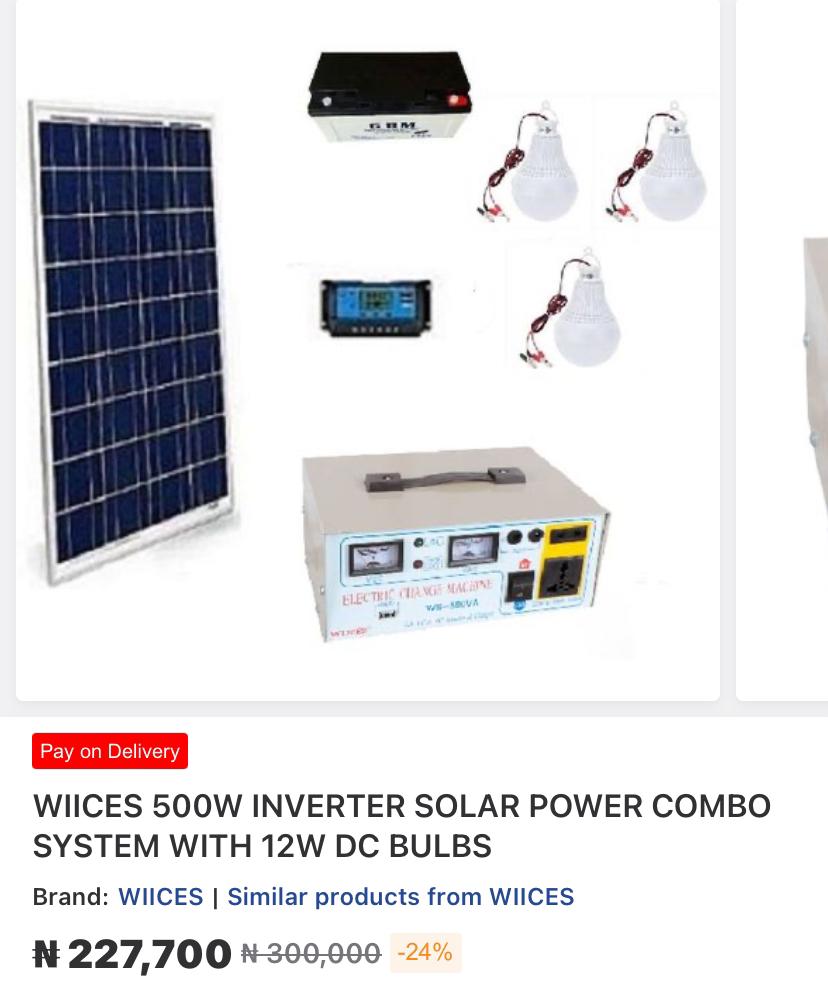 GBM
ELECTRIC CHANGE MACHINE
WS-500VA
WIICES
Pay on Delivery
WIICES 500W INVERTER SOLAR POWER COMBO
SYSTEM WITH 12W DC BULBS
Brand: WIICES | Similar products from WIICES
₦ 227,700 ₦ 300,000 -24%